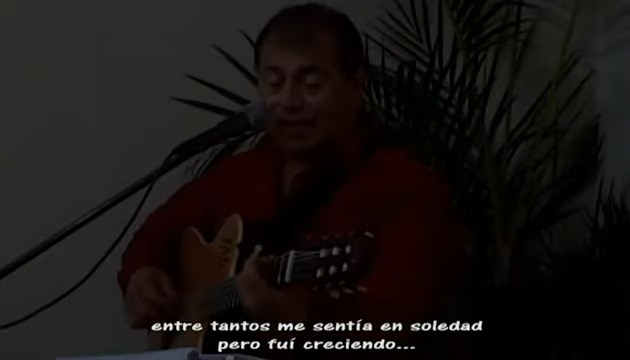 entre tantos me sentía en soledad
pero fuí creciendo...